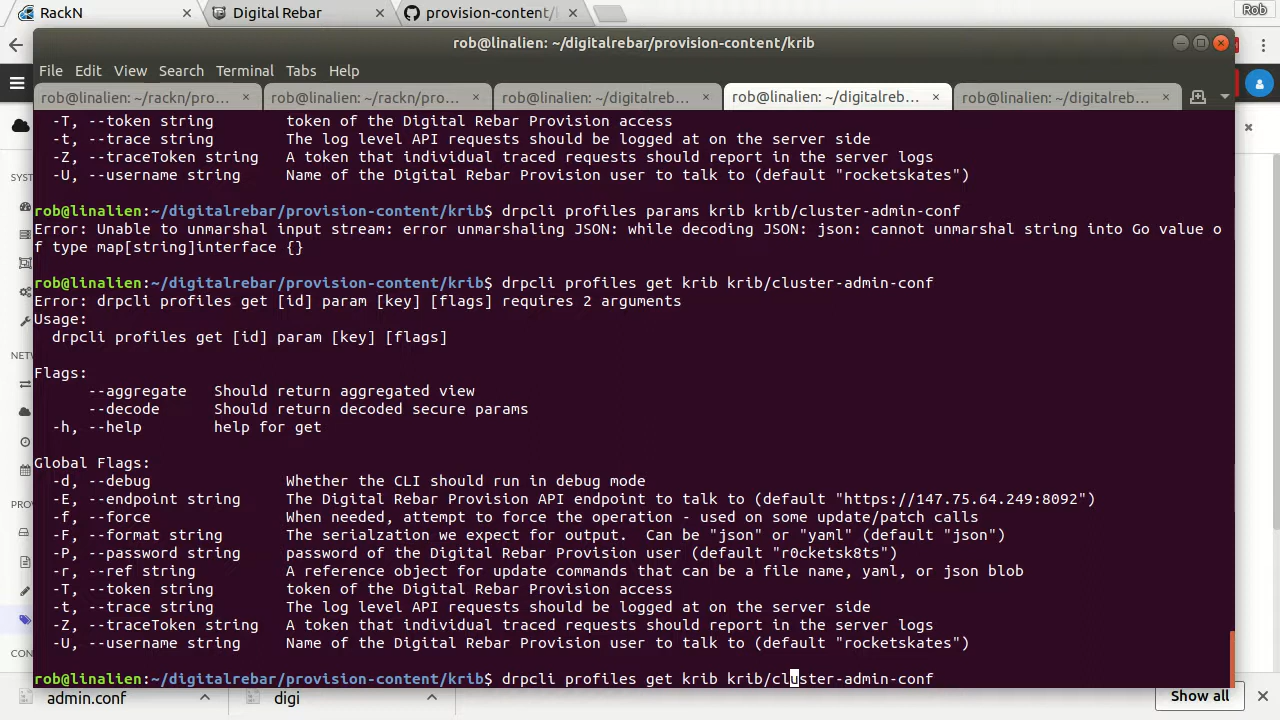 RackN
Digital Rebar
provision-content/
Rob
rob@linalien: ~/digitalrebar/provision-content/krib
File Edit View Search Terminal Tabs Help
rob@linalien: ~/rackn/pro...
rob@linalien: ~/rackn/pro...
rob@linalien: ~/digitalreb...
rob@linalien: ~/digitalreb...
rob@linalien: ~/digitalreb...
-T, --token string token of the Digital Rebar Provision access
-t, --trace string The log level API requests should be logged at on the server side
-Z, --traceToken string A token that individual traced requests should report in the server logs
-U, --username string Name of the Digital Rebar Provision user to talk to (default "rocketskates")
rob@linalien:~/digitalrebar/provision-content/krib$ drpcli profiles params krib krib/cluster-admin-conf
Error: Unable to unmarshal input stream: error unmarshaling JSON: while decoding JSON: json: cannot unmarshal string into Go value o
f type map[string]interface {}
rob@linalien:~/digitalrebar/provision-content/krib$ drpcli profiles get krib krib/cluster-admin-conf
Error: drpcli profiles get [id] param [key] [flags] requires 2 arguments
Usage:
drpcli profiles get [id] param [key] [flags]
Flags:
--aggregate Should return aggregated view
--decode Should return decoded secure params
-h, --help help for get
Global Flags:
-d, --debug Whether the CLI should run in debug mode
-E, --endpoint string The Digital Rebar Provision API endpoint to talk to (default "https://147.75.64.249:8092")
-f, --force When needed, attempt to force the operation - used on some update/patch calls
-F, --format string The serialzation we expect for output. Can be "json" or "yaml" (default "json")
-P, --password string password of the Digital Rebar Provision user (default "r0cketsk8ts")
-r, --ref string A reference object for update commands that can be a file name, yaml, or json blob
-T, --token string token of the Digital Rebar Provision access
-t, --trace string The log level API requests should be logged at on the server side
-Z, --traceToken string A token that individual traced requests should report in the server logs
-U, --username string Name of the Digital Rebar Provision user to talk to (default "rocketskates")
rob@linalien:~/digitalrebar/provision-content/krib$ drpcli profiles get krib krib/cluster-admin-conf
SYST
NETW
PROV
CON
admin.conf
digi
Show all